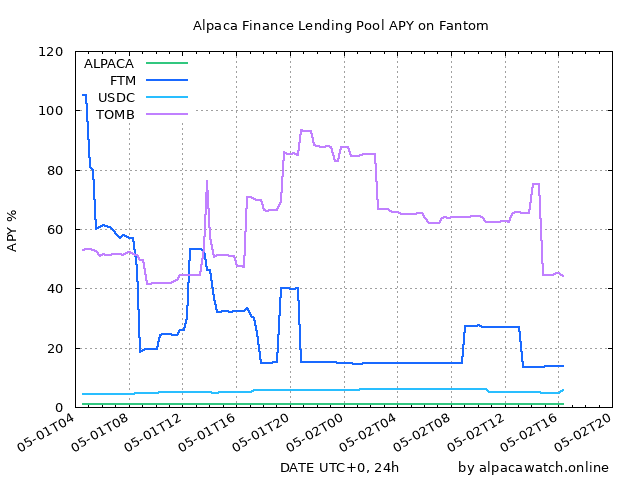 Alpaca Finance Lending Pool APY on Fantom
120
100
80
60
40
20
0
APY %
ALPACA
FTM
USDC
TOMB
05-01T04
05-01T08
05-01T12
05-01T16
05-01T20
05-02T00
05-02T04
05-02T08
05-02T12
05-02T16
05-02T20
DATE UTC+0, 24h
by alpacawatch.online